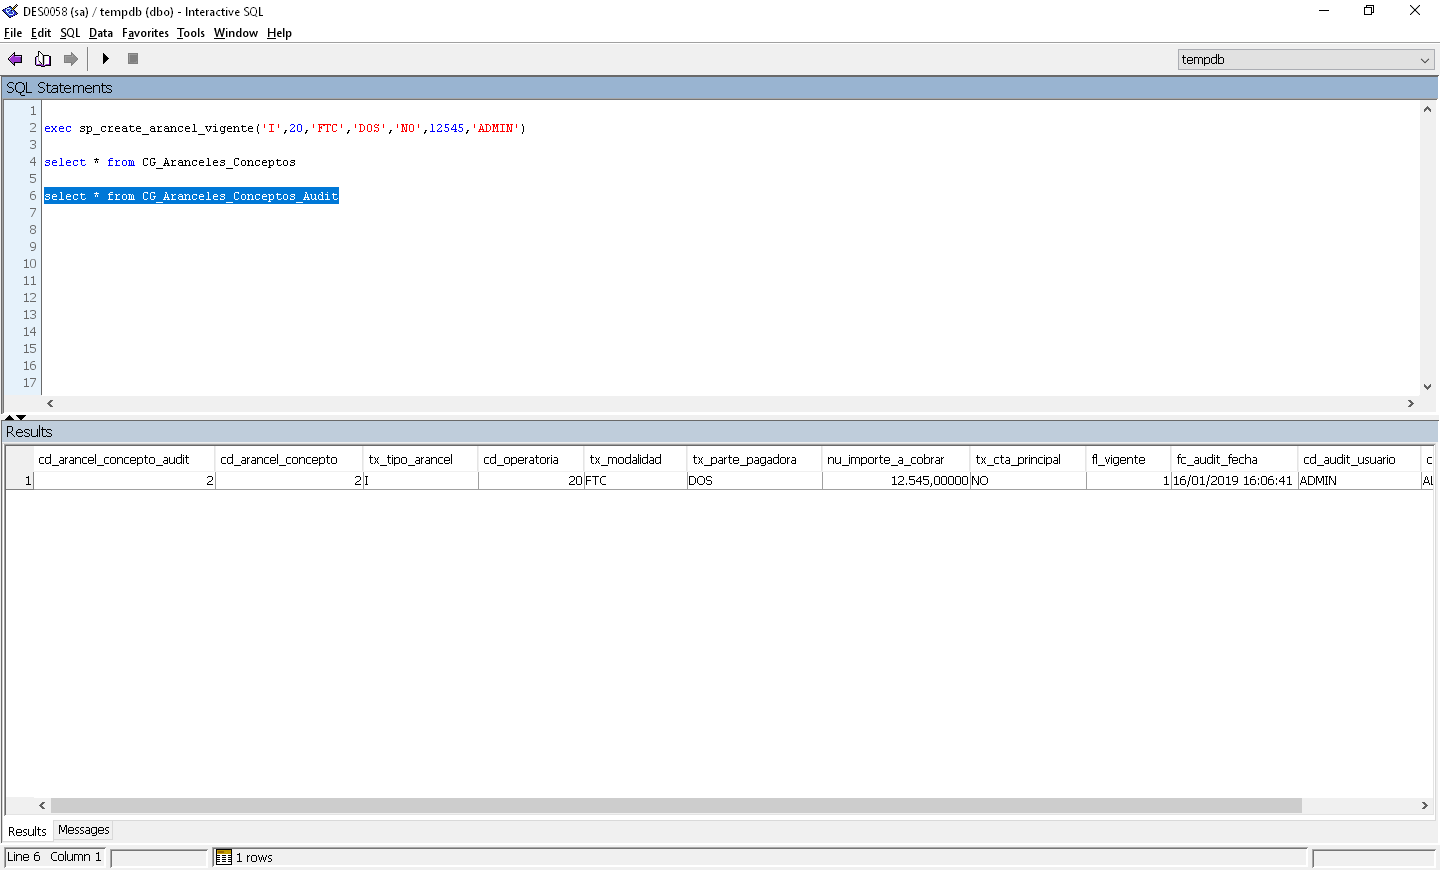 DES0058 (sa) / tempdb (dbo) - Interactive SQL
File Edit SQL Data Favorites Tools Window Help
tempdb
SQL Statements
1
2 exec sp_create_arancel_vigente('I',20,'FTC','DOS','NO',12545,'ADMIN')
3
4 select * from CG_Aranceles_Conceptos
5
6 select * from CG_Aranceles_Conceptos_Audit
7
8
9
10
11
12
13
14
15
16
17
Results
cd_arancel_concepto_audit cd_arancel_concepto tx_tipo_arancel cd_operatoria tx_modalidad tx_parte_pagadora nu_importe_a_cobrar tx_cta_principal fl_vigente fc_audit_fecha cd_audit_usuario c
1 2 2 I 20 FTC DOS 12.545,00000 NO 1 16/01/2019 16:06:41 ADMIN
Results Messages
Line 6 Column 1 1 rows